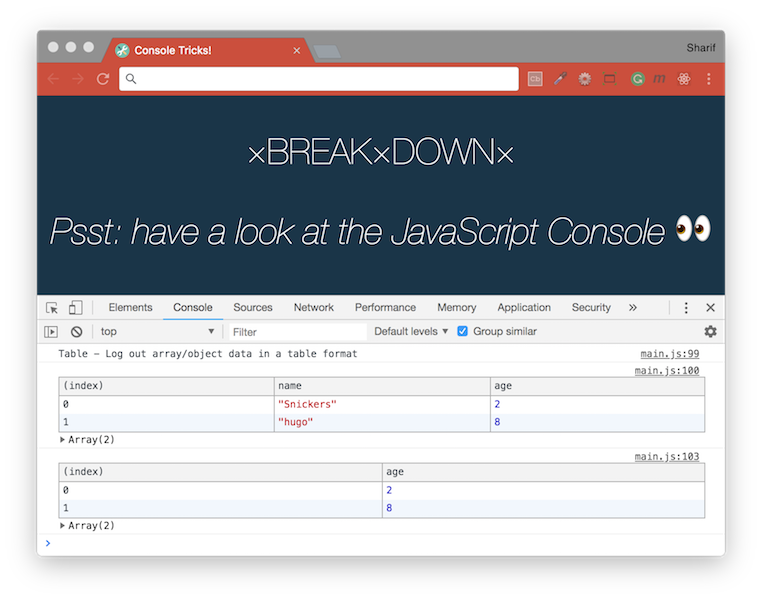 Console Tricks!
Sharif
Cb
m
×BREAK×DOWN×
Psst: have a look at the JavaScript Console 👀
Elements Console Sources Network Performance Memory Application Security »
top Filter Default levels Group similar
Table – Log out array/object data in a table format main.js:99
main.js:100
(index) name age
0 "Snickers" 2
1 "hugo" 8
Array(2)
main.js:103
(index) age
0 2
1 8
Array(2)